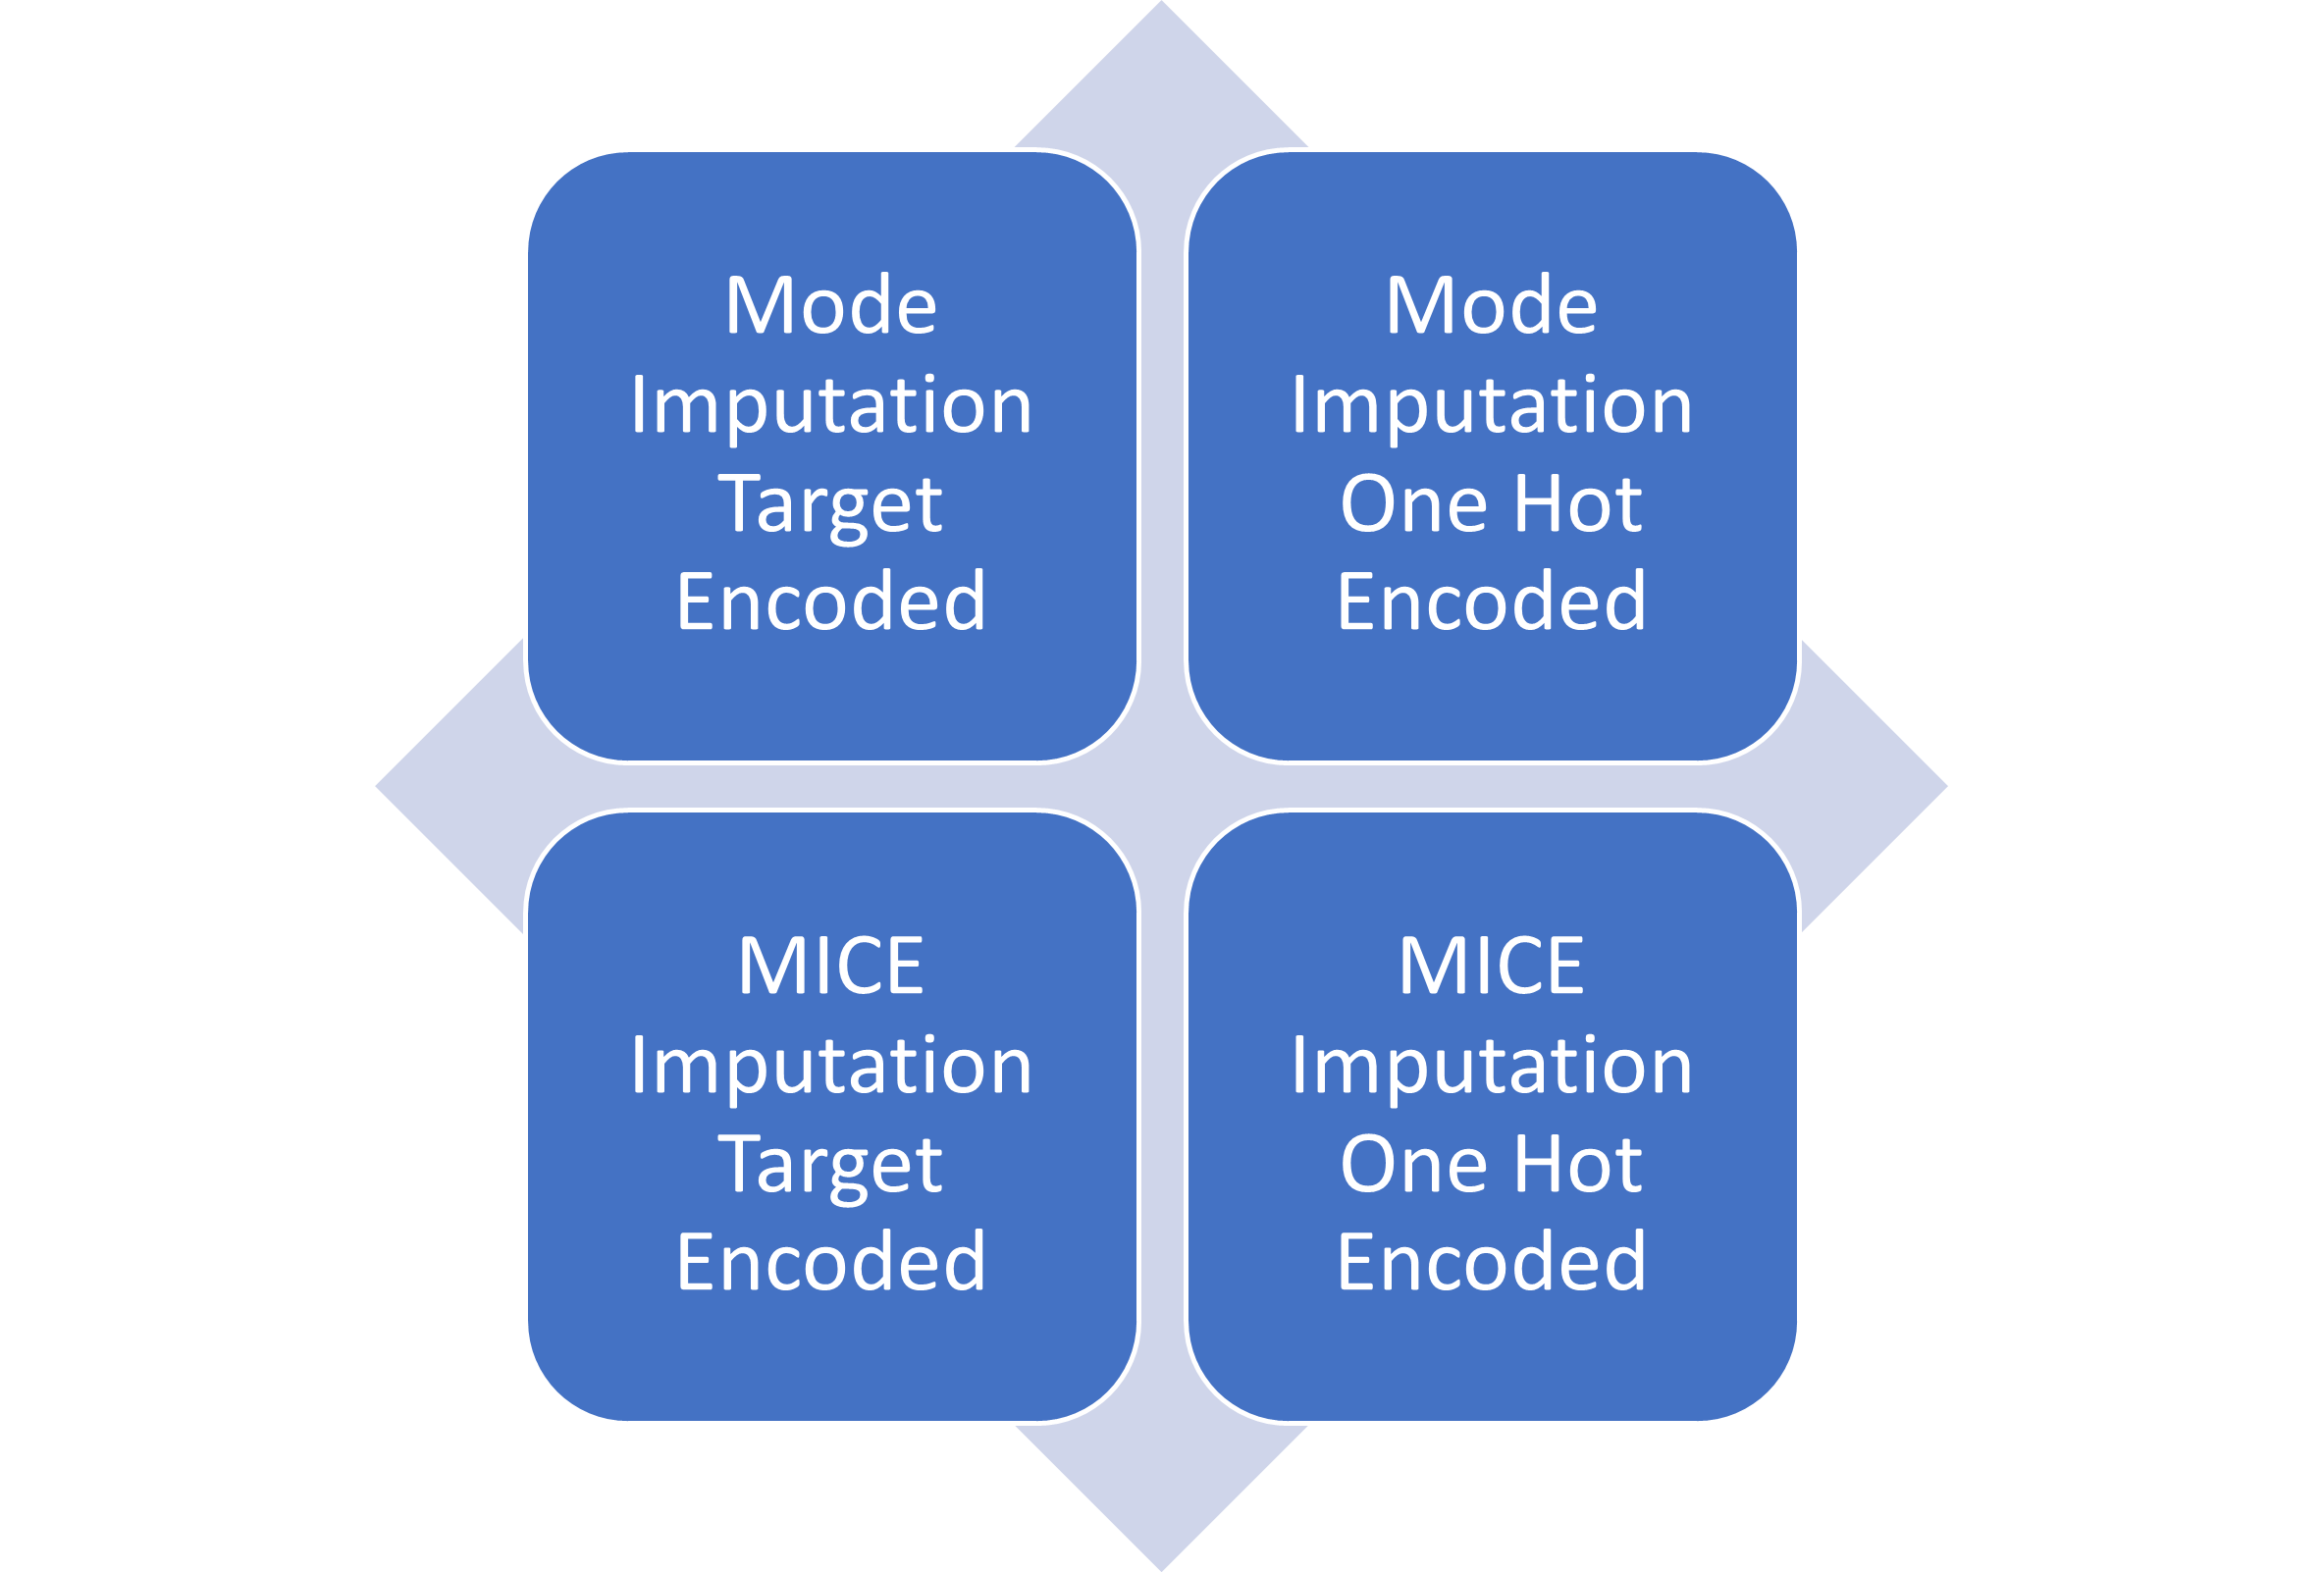 Mode
Imputation
Target
Encoded
Mode
Imputation
One Hot
Encoded
MICE
Imputation
Target
Encoded
MICE
Imputation
One Hot
Encoded